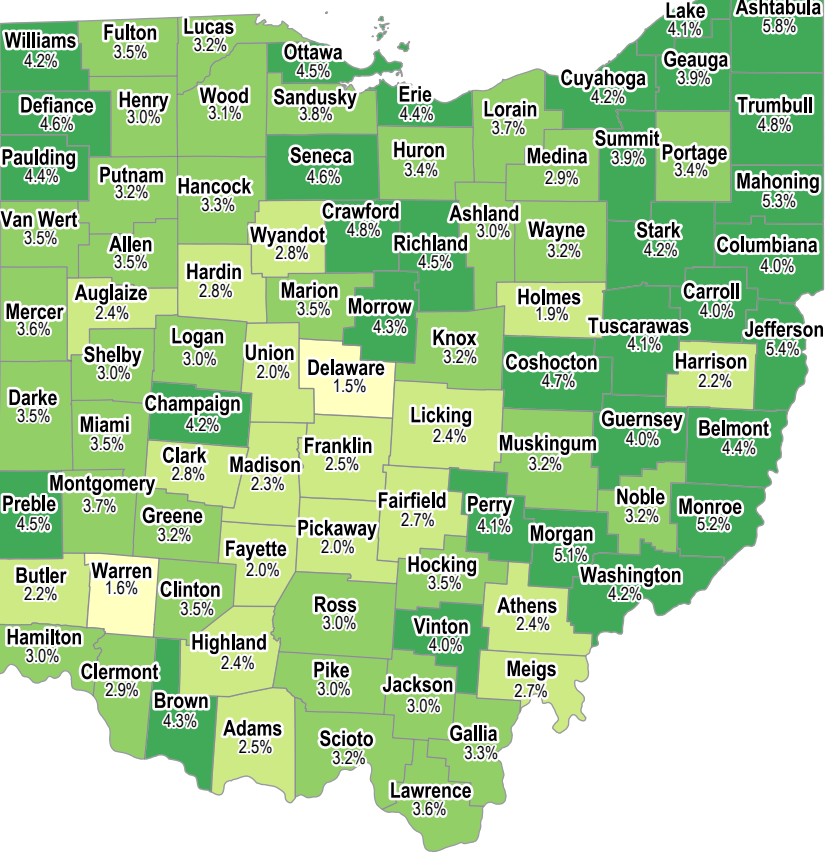 Lake
4.1%
Ashtabula
5.8%
Williams
4.2%
Fulton
3.5%
Lucas
3.2%
Ottawa
4.5%
Geauga
3.9%
Cuyahoga
4.2%
Defiance
4.6%
Henry
3.0%
Wood
3.1%
Sandusky
3.8%
Erie
4.4%
Lorain
3.7%
Trumbull
4.8%
Paulding
4.4%
Putnam
3.2%
Hancock
3.3%
Seneca
4.6%
Huron
3.4%
Medina
2.9%
Summit
3.9%
Portage
3.4%
Mahoning
5.3%
Van Wert
3.5%
Allen
3.5%
Wyandot
2.8%
Crawford
4.8%
Richland
4.5%
Ashland
3.0%
Wayne
3.2%
Stark
4.2%
Columbiana
4.0%
Mercer
3.6%
Auglaize
2.4%
Hardin
2.8%
Marion
3.5%
Morrow
4.3%
Holmes
1.9%
Tuscarawas
4.1%
Carroll
4.0%
Jefferson
5.4%
Shelby
3.0%
Logan
3.0%
Union
2.0%
Delaware
1.5%
Knox
3.2%
Coshocton
4.7%
Harrison
2.2%
Darke
3.5%
Miami
3.5%
Champaign
4.2%
Licking
2.4%
Muskingum
3.2%
Guernsey
4.0%
Belmont
4.4%
Clark
2.8%
Madison
2.3%
Franklin
2.5%
Preble
4.5%
Montgomery
3.7%
Greene
3.2%
Fairfield
2.7%
Perry
4.1%
Noble
3.2%
Monroe
5.2%
Pickaway
2.0%
Morgan
5.1%
Fayette
2.0%
Butler
2.2%
Warren
1.6%
Clinton
3.5%
Hocking
3.5%
Washington
4.2%
Ross
3.0%
Athens
2.4%
Hamilton
3.0%
Vinton
4.0%
Highland
2.4%
Clermont
2.9%
Pike
3.0%
Jackson
3.0%
Meigs
2.7%
Brown
4.3%
Adams
2.5%
Scioto
3.2%
Gallia
3.3%
Lawrence
3.6%